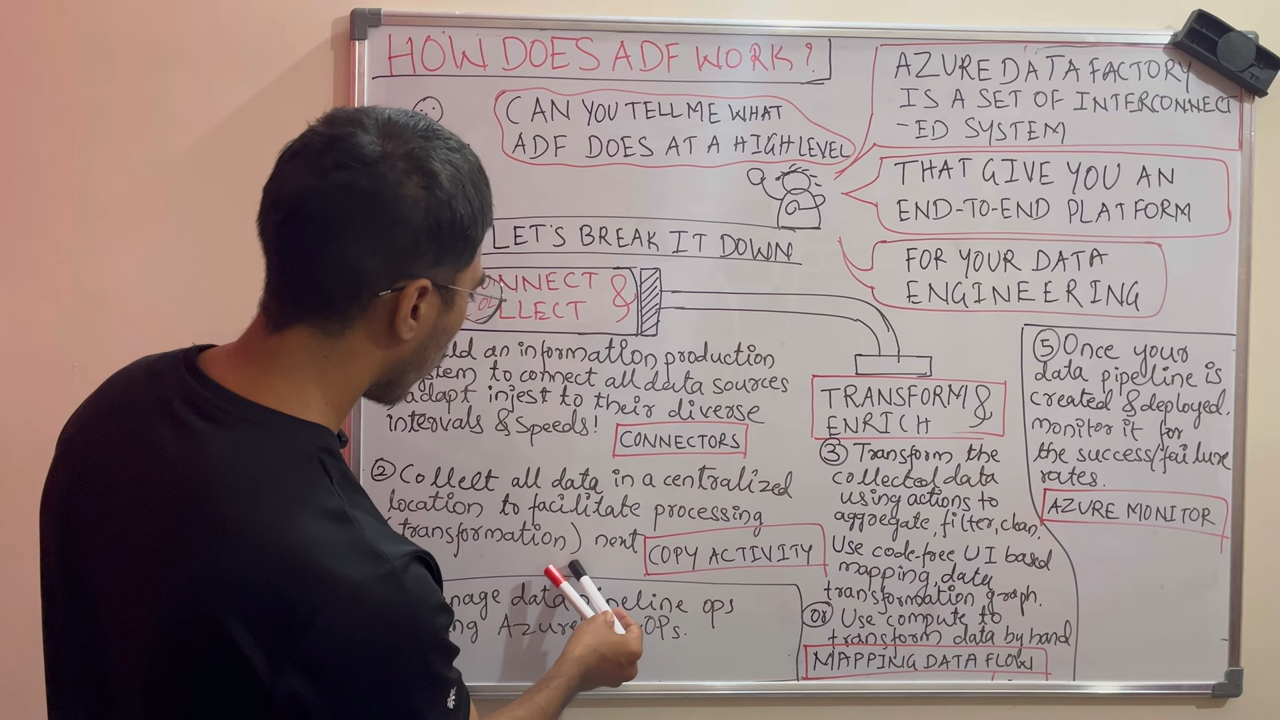 HOW DOES ADF WORK?
CAN YOU TELL ME WHAT
ADF DOES AT A HIGH LEVEL
AZURE DATA FACTORY
IS A SET OF INTERCONNECT
-ED SYSTEM
THAT GIVE YOU AN
END-TO-END PLATFORM
FOR YOUR DATA
ENGINEERING
LET'S BREAK IT DOWN
NNECT &
LLECT
ld an information production
stem to connect all data sources
adapt injest to their diverse
intervals & speeds!
CONNECTORS
② Collect all data in a centralized
location to facilitate processing
(transformation) next
COPY ACTIVITY
TRANSFORM &
ENRICH
③ Transform the
collected data
using actions to
aggregate, filter, clean.
Use code-free UI based
mapping, data
transformation graph.
(or) Use compute to
transform data by hand
MAPPING DATA FLOW
nage data pipeline ops
ng Azure OPs.
⑤ Once your
data pipeline is
created & deployed.
monitor it for
the success/failure
rates.
AZURE MONITOR